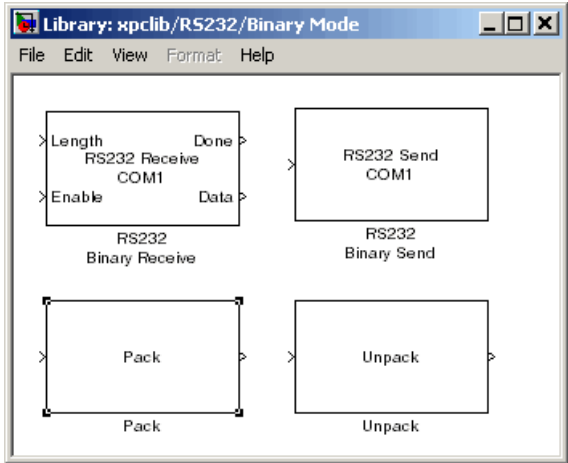 Library: xpclib/RS232/Binary Mode
File Edit View Format Help
Length Done
RS232 Receive
COM1
Enable Data
RS232
Binary Receive
RS232 Send
COM1
RS232
Binary Send
Pack
Pack
Unpack
Unpack